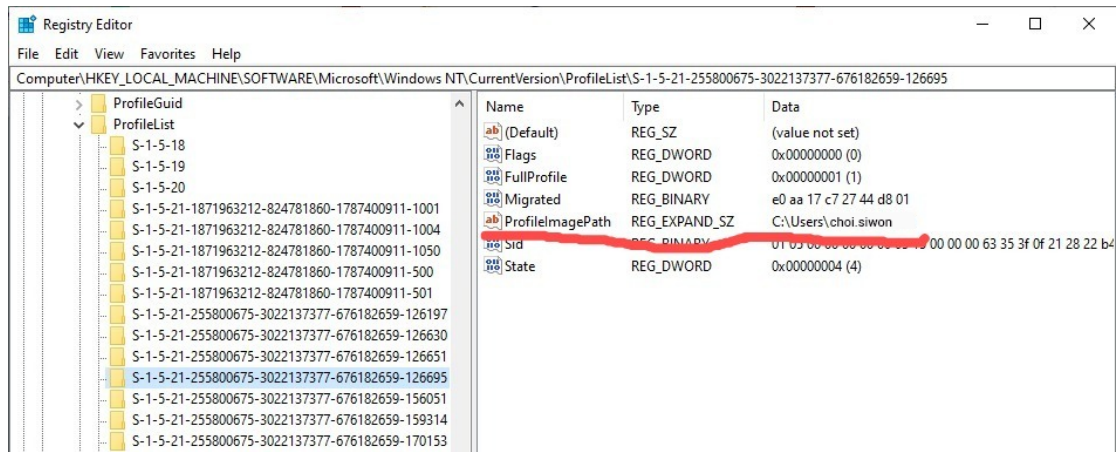 Registry Editor
File Edit View Favorites Help
Computer\HKEY_LOCAL_MACHINE\SOFTWARE\Microsoft\Windows NT\CurrentVersion\ProfileList\S-1-5-21-255800675-3022137377-676182659-126695
ProfileGuid
ProfileList
S-1-5-18
S-1-5-19
S-1-5-20
S-1-5-21-1871963212-824781860-1787400911-1001
S-1-5-21-1871963212-824781860-1787400911-1004
S-1-5-21-1871963212-824781860-1787400911-1050
S-1-5-21-1871963212-824781860-1787400911-500
S-1-5-21-1871963212-824781860-1787400911-501
S-1-5-21-255800675-3022137377-676182659-126197
S-1-5-21-255800675-3022137377-676182659-126630
S-1-5-21-255800675-3022137377-676182659-126651
S-1-5-21-255800675-3022137377-676182659-126695
S-1-5-21-255800675-3022137377-676182659-156051
S-1-5-21-255800675-3022137377-676182659-159314
S-1-5-21-255800675-3022137377-676182659-170153
Name Type Data
(Default) REG_SZ (value not set)
Flags REG_DWORD 0x00000000 (0)
FullProfile REG_DWORD 0x00000001 (1)
Migrated REG_BINARY e0 aa 17 c7 27 44 d8 01
ProfileImagePath REG_EXPAND_SZ C:\Users\choi.siwon
Sid REG_BINARY 00 00 00 63 35 3f 0f 21 28 22 b4
State REG_DWORD 0x00000004 (4)